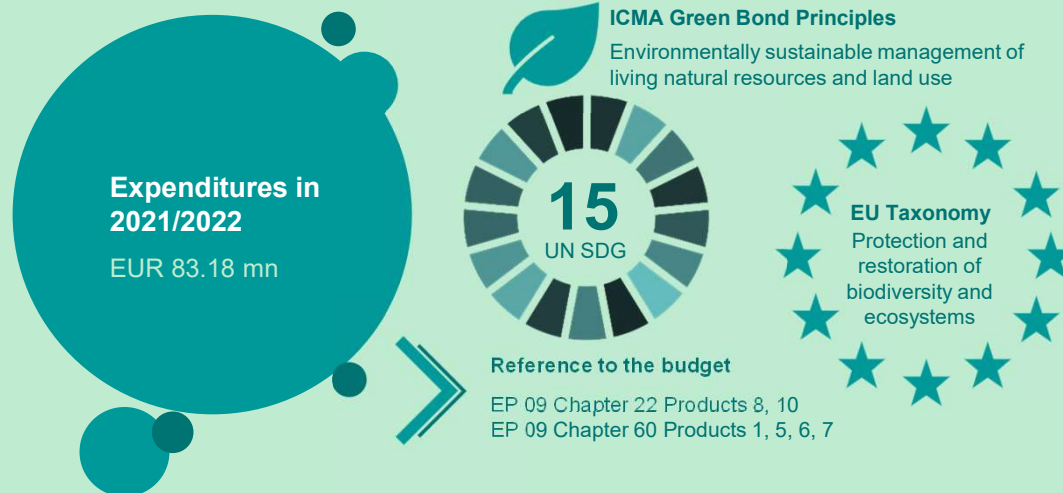 Expenditures in
2021/2022
EUR 83.18 mn
ICMA Green Bond Principles
Environmentally sustainable management of
living natural resources and land use
15
UN SDG
EU Taxonomy
Protection and
restoration of
biodiversity and
ecosystems
Reference to the budget
EP 09 Chapter 22 Products 8, 10
EP 09 Chapter 60 Products 1, 5, 6, 7